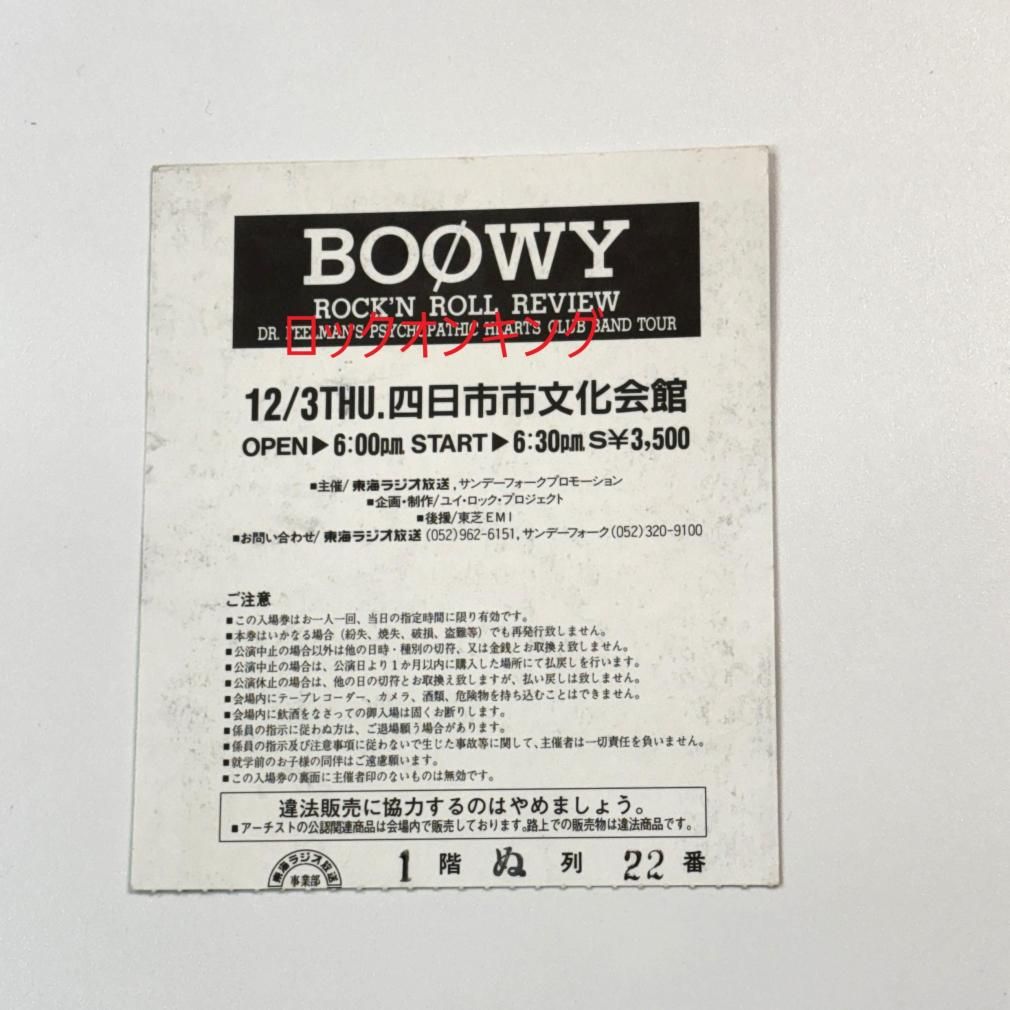 BOØWY
ROCK'N ROLL REVIEW
DR. FEELMAN'S PSYCHOPATHIC HEARTS CLUB BAND TOUR
ロックオンキング
12/3THU.四日市市文化会館
OPEN▶6:00pm START▶6:30pm S¥3,500
■主催/東海ラジオ放送,サンデーフォークプロモーション
■企画・制作/ユイ・ロック・プロジェクト
■後援/東芝EMI
■お問い合わせ/東海ラジオ放送(052)962-6151,サンデーフォーク(052)320-9100
ご注意
■この入場券はお一人一回、当日の指定時間に限り有効です。
■本券はいかなる場合(紛失、焼失、破損、盗難等)でも再発行致しません。
■公演中止の場合以外は他の日時・種別の切符、又は金銭とお取換え致しません。
■公演中止の場合は、公演日より1か月以内に購入した場所にて払戻しを行います。
■公演休止の場合は、他の日の切符とお取換え致しますが、払い戻しは致しません。
■会場内にテープレコーダー、カメラ、酒類、危険物を持ち込むことはできません。
■会場内に飲酒をなさっての御入場は固くお断りします。
■係員の指示に従わぬ方は、ご退場願う場合があります。
■係員の指示及び注意事項に従わないで生じた事故等に関して、主催者は一切責任を負いません。
■就学前のお子様の同伴はご遠慮願います。
■この入場券の裏面に主催者印のないものは無効です。
違法販売に協力するのはやめましょう。
■アーチストの公認関連商品は会場内で販売しております。路上での販売物は違法商品です。
東海ラジオ放送
事業部
1 階 ぬ 列 22 番